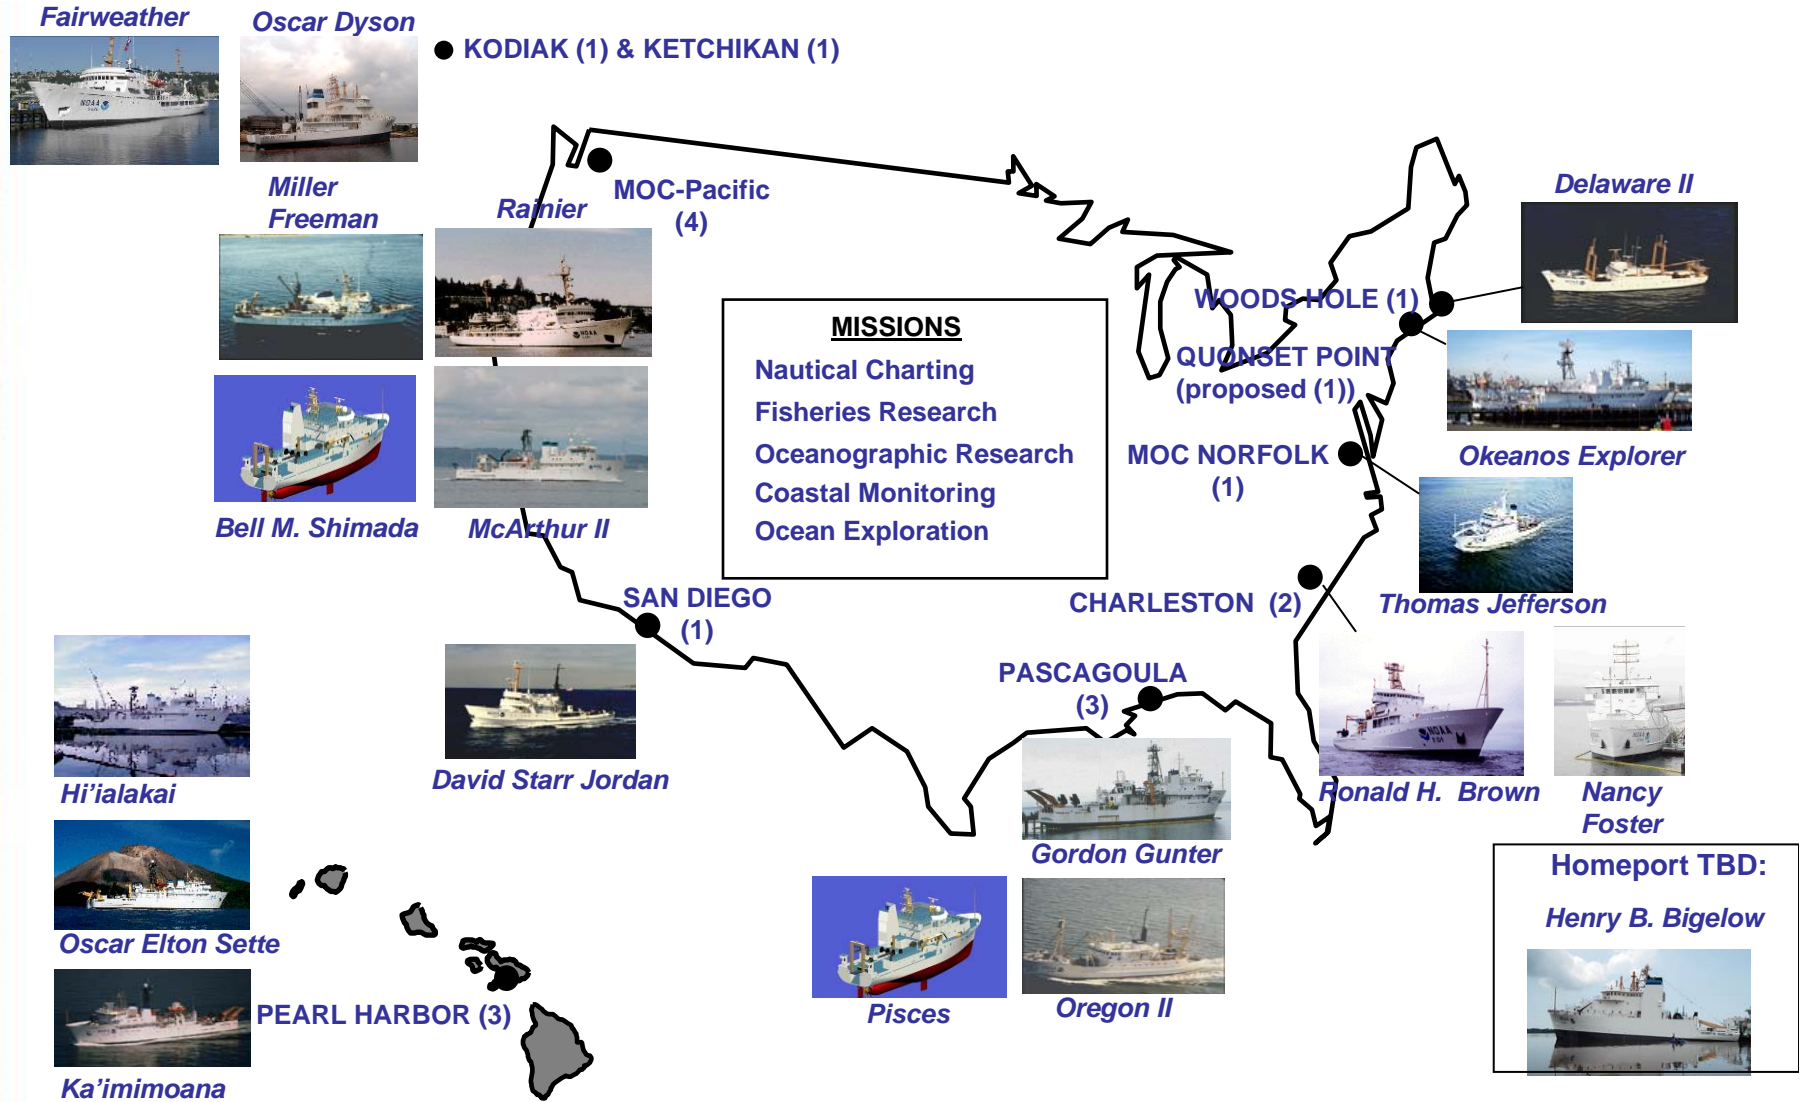 Fairweather
Oscar Dyson
KODIAK (1) & KETCHIKAN (1)
Miller
Freeman
Rainier
MOC-Pacific
(4)
Delaware II
WOODS HOLE (1)
QUONSET POINT
(proposed (1))
MISSIONS
Nautical Charting
Fisheries Research
Oceanographic Research
Coastal Monitoring
Ocean Exploration
Okeanos Explorer
MOC NORFOLK
(1)
Bell M. Shimada
McArthur II
Thomas Jefferson
CHARLESTON (2)
SAN DIEGO
(1)
PASCAGOULA
(3)
David Starr Jordan
Hi’ialakai
Ronald H. Brown
Nancy
Foster
Gordon Gunter
Homeport TBD:
Henry B. Bigelow
Oscar Elton Sette
Pisces
Oregon II
PEARL HARBOR (3)
Ka’imimoana
NOAA
NOAA
NOAA
NOAA